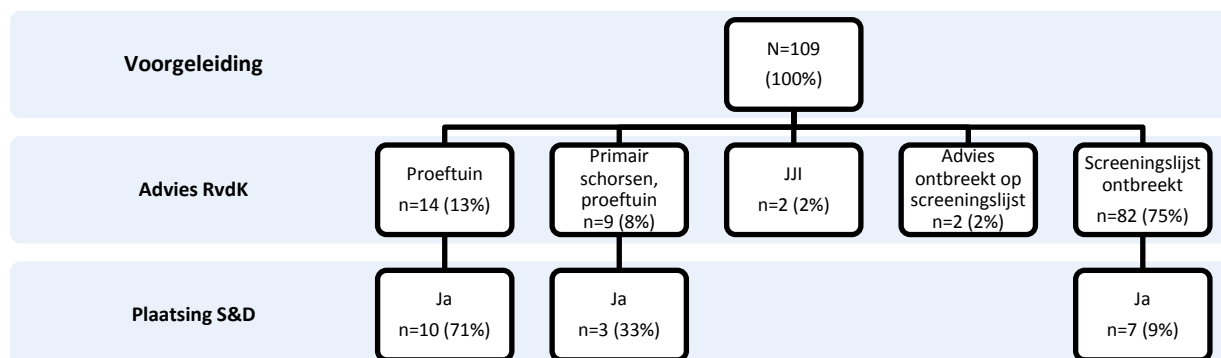 Voorgeleiding
N=109
(100%)
Advies RvdK
Proeftuin
n=14 (13%)
Primair
schorsen,
proeftuin
n=9 (8%)
JJI
n=2 (2%)
Advies
ontbreekt op
screeningslijst
n=2 (2%)
Screeningslijst
ontbreekt
n=82 (75%)
Plaatsing S&D
Ja
n=10 (71%)
Ja
n=3 (33%)
Ja
n=7 (9%)